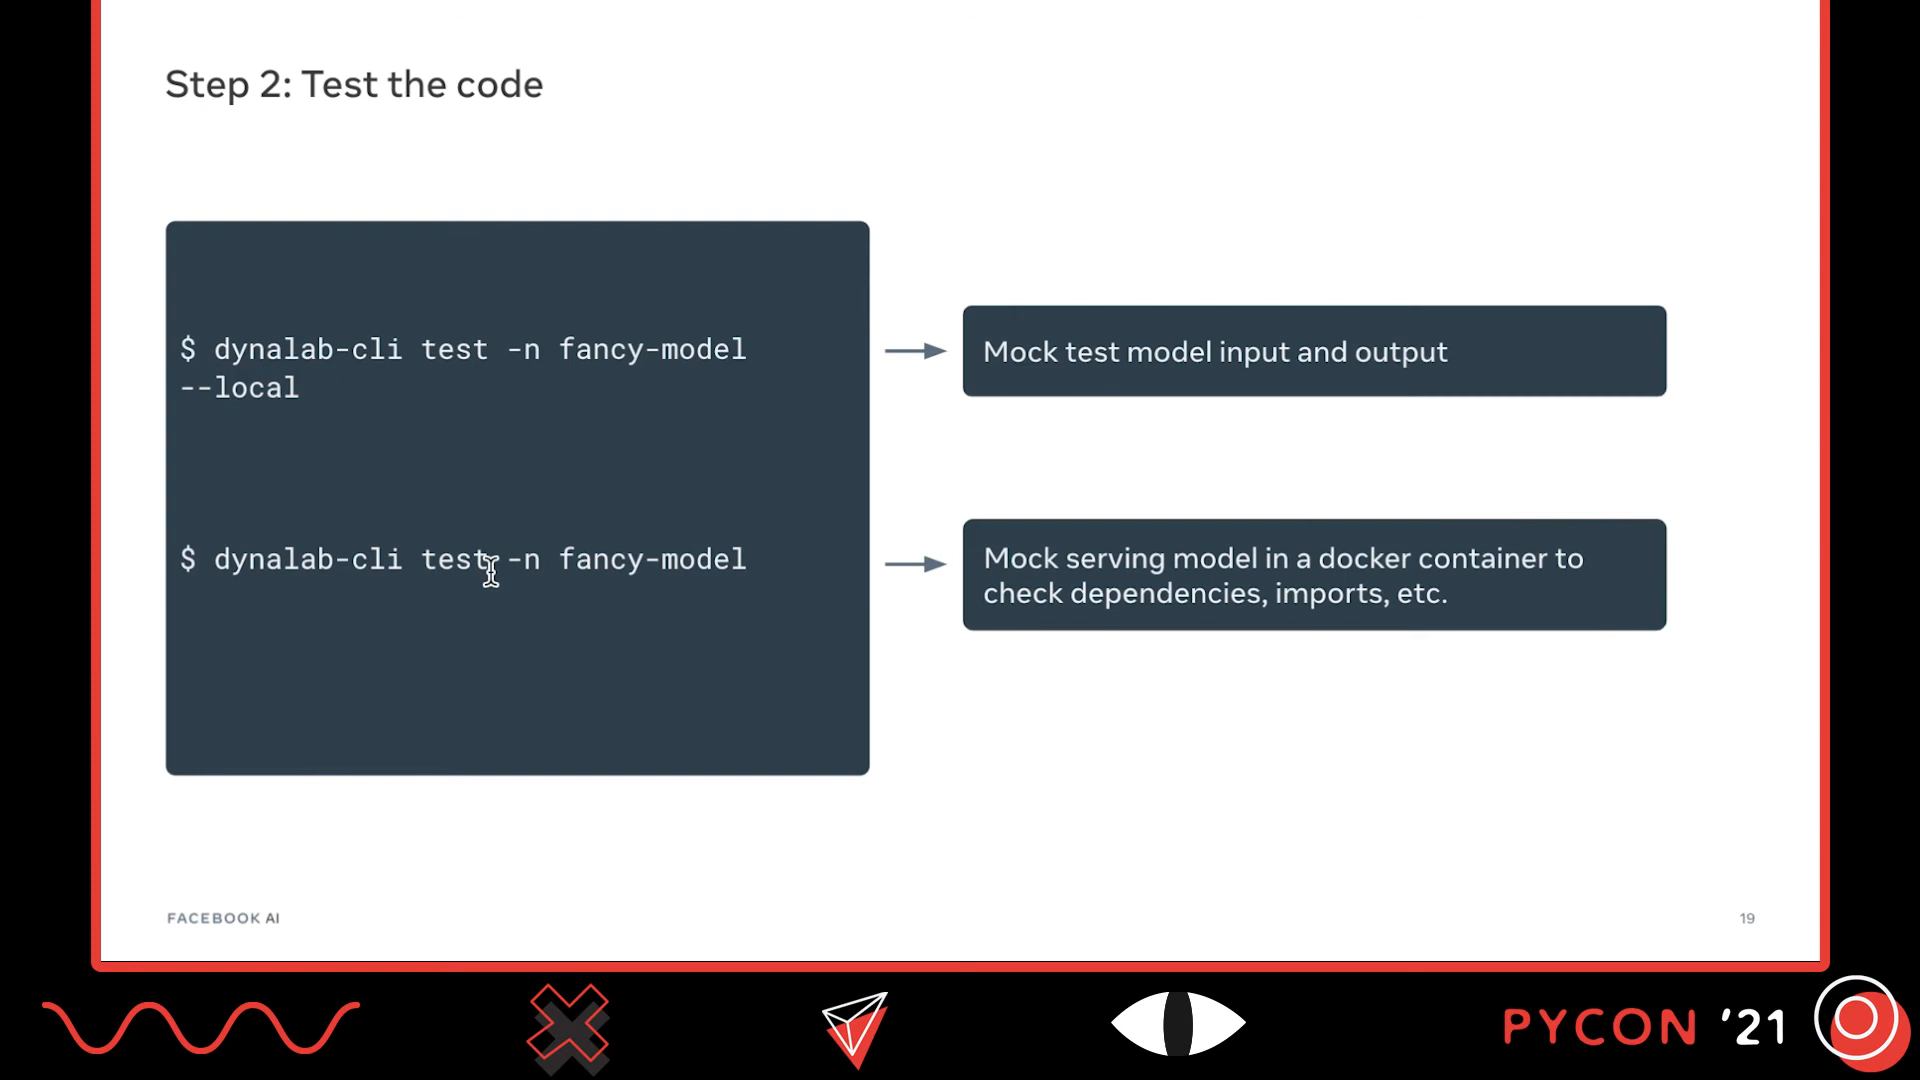 Step 2: Test the code
$ dynalab-cli test -n fancy-model
--local
Mock test model input and output
$ dynalab-cli test -n fancy-model
Mock serving model in a docker container to
check dependencies, imports, etc.
FACEBOOK AI
19
PYCON '21